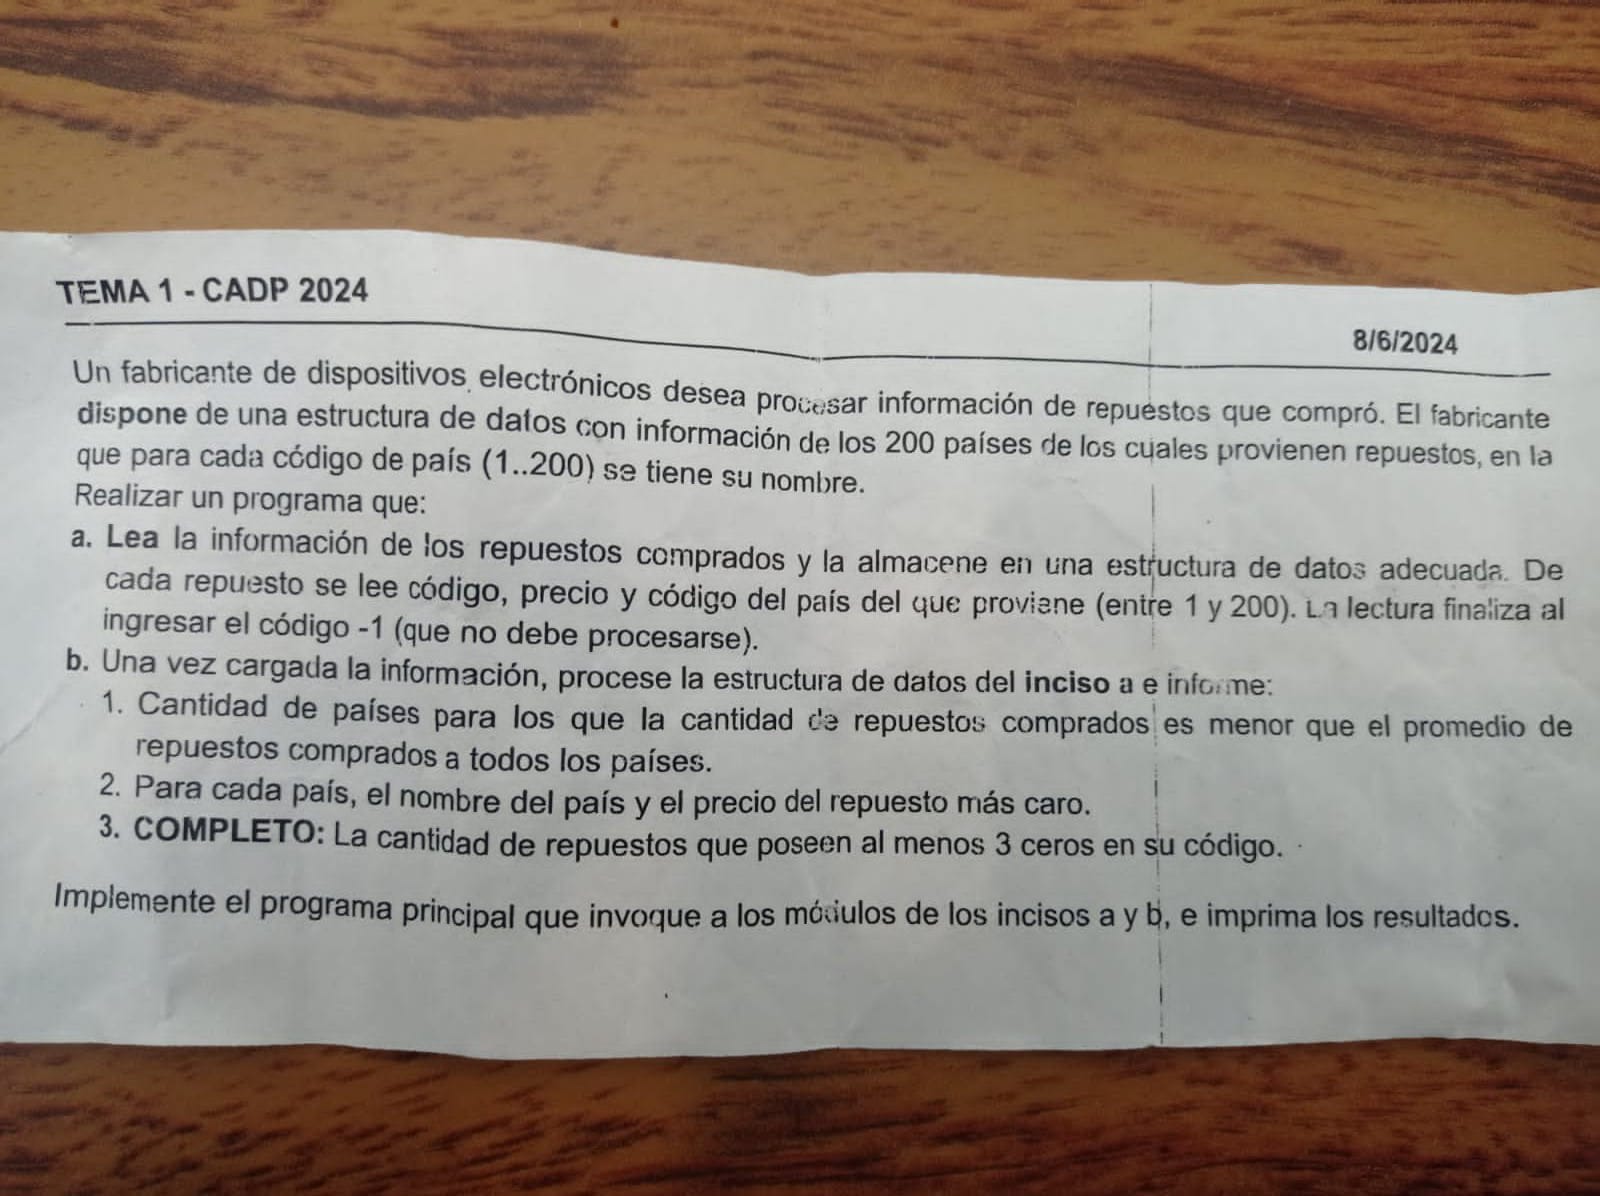 TEMA 1 - CADP 2024
8/6/2024
Un fabricante de dispositivos electrónicos desea procesar información de repuestos que compró. El fabricante
dispone de una estructura de datos con información de los 200 países de los cuales provienen repuestos, en la
que para cada código de país (1..200) se tiene su nombre.
Realizar un programa que:
a. Lea la información de los repuestos comprados y la almacene en una estructura de datos adecuada. De
cada repuesto se lee código, precio y código del país del que proviene (entre 1 y 200). La lectura finaliza al
ingresar el código -1 (que no debe procesarse).
b. Una vez cargada la información, procese la estructura de datos del inciso a e informe:
1. Cantidad de países para los que la cantidad de repuestos comprados es menor que el promedio de
repuestos comprados a todos los países.
2. Para cada país, el nombre del país y el precio del repuesto más caro.
3. COMPLETO: La cantidad de repuestos que poseen al menos 3 ceros en su código.
Implemente el programa principal que invoque a los módulos de los incisos a y b, e imprima los resultados.